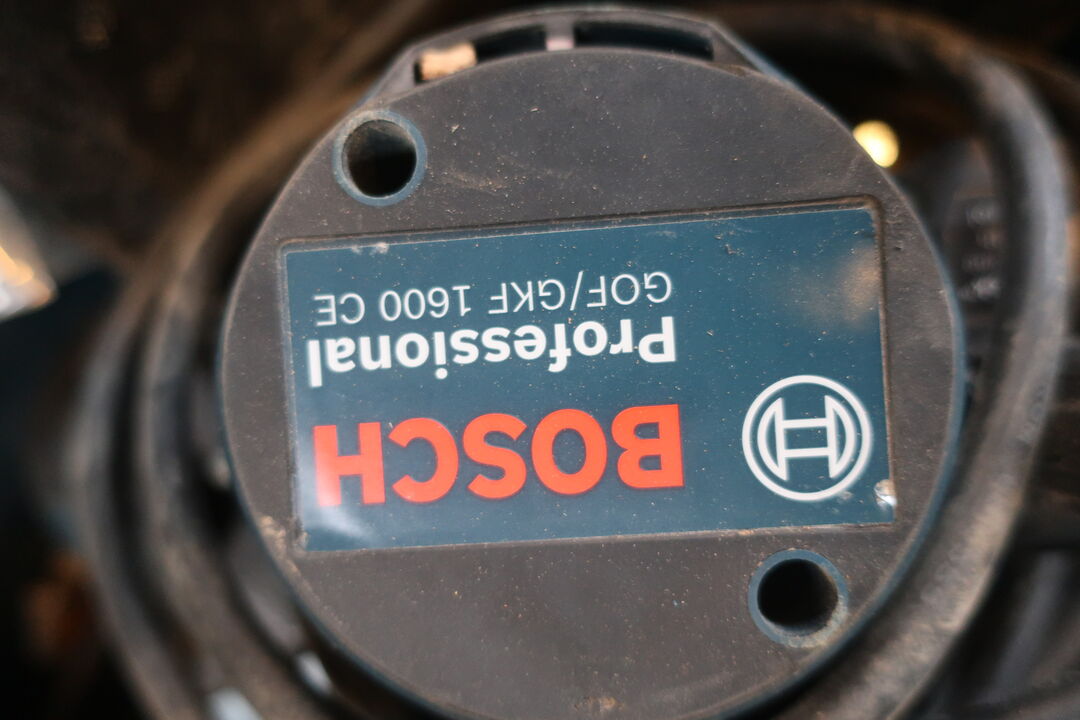 BOSCH
Professional
GOF/GKF 1600 CE